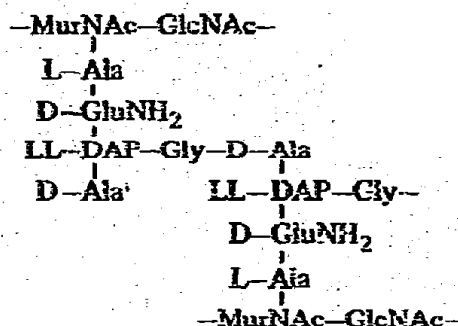 –MurNAc–GlcNAc–
L–Ala
D–GluNH₂
LL–DAP–Gly–D–Ala
D–Ala LL–DAP–Gly–
D–GluNH₂
L–Ala
–MurNAc–GlcNAc–